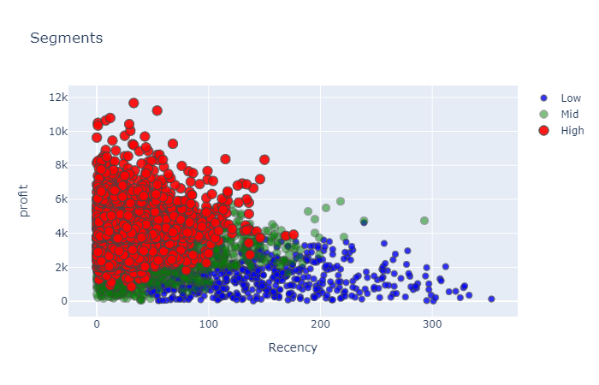 Segments
Low
Mid
High
12k
10k
8k
6k
4k
2k
0
profit
0
100
200
300
Recency